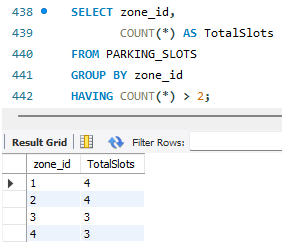 438 SELECT zone_id,
439 COUNT(*) AS TotalSlots
440 FROM PARKING_SLOTS
441 GROUP BY zone_id
442 HAVING COUNT(*) > 2;
Result Grid Filter Rows:
zone_id TotalSlots
1 4
2 4
3 3
4 3